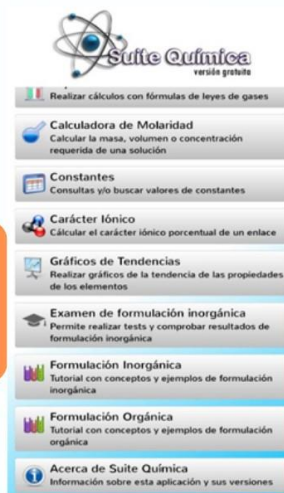 Suite Química
versión gratuita
Realizar cálculos con fórmulas de leyes de gases
Calculadora de Molaridad
Calcular la masa, volumen o concentración
requerida de una solución
Constantes
Consultas y/o buscar valores de constantes
Carácter Iónico
Cálcular el carácter iónico porcentual de un enlace
Gráficos de Tendencias
Realizar gráficos de la tendencia de las propiedades
de los elementos
Examen de formulación inorgánica
Permite realizar tests y comprobar resultados de
formulación inorgánica
Formulación Inorgánica
Tutorial con conceptos y ejemplos de formulación
inorgánica
Formulación Orgánica
Tutorial con conceptos y ejemplos de formulación
orgánica
Acerca de Suite Química
Información sobre esta aplicación y sus versiones